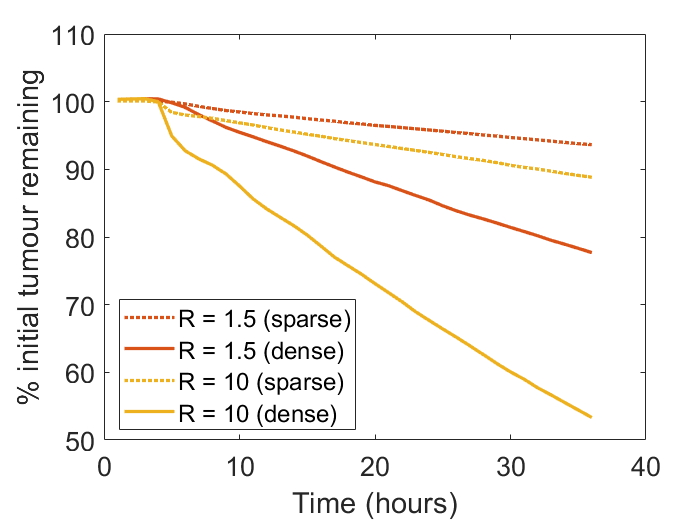 110
100
90
80
70
60
50
% initial tumour remaining
R = 1.5 (sparse)
R = 1.5 (dense)
R = 10 (sparse)
R = 10 (dense)
0
10
20
30
40
Time (hours)